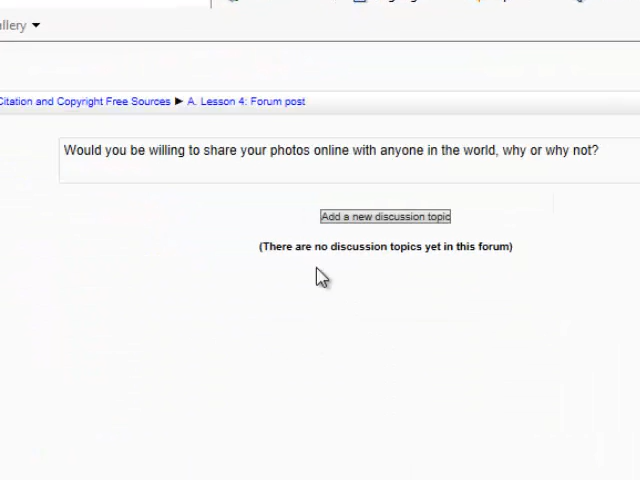 Citation and Copyright Free Sources ► A. Lesson 4: Forum post
Would you be willing to share your photos online with anyone in the world, why or why not?
Add a new discussion topic
(There are no discussion topics yet in this forum)